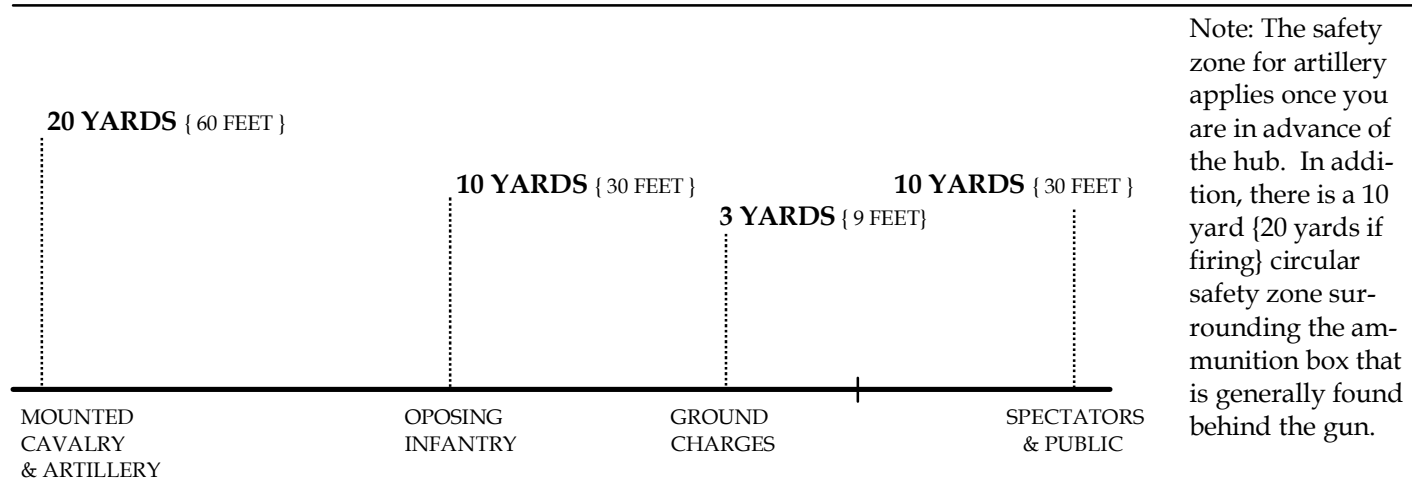 20 YARDS { 60 FEET }
10 YARDS { 30 FEET }
3 YARDS { 9 FEET}
10 YARDS { 30 FEET }
MOUNTED
CAVALRY
& ARTILLERY
OPOSING
INFANTRY
GROUND
CHARGES
SPECTATORS
& PUBLIC
Note: The safety
zone for artillery
applies once you
are in advance of
the hub. In addi-
tion, there is a 10
yard {20 yards if
firing} circular
safety zone sur-
rounding the am-
munition box that
is generally found
behind the gun.